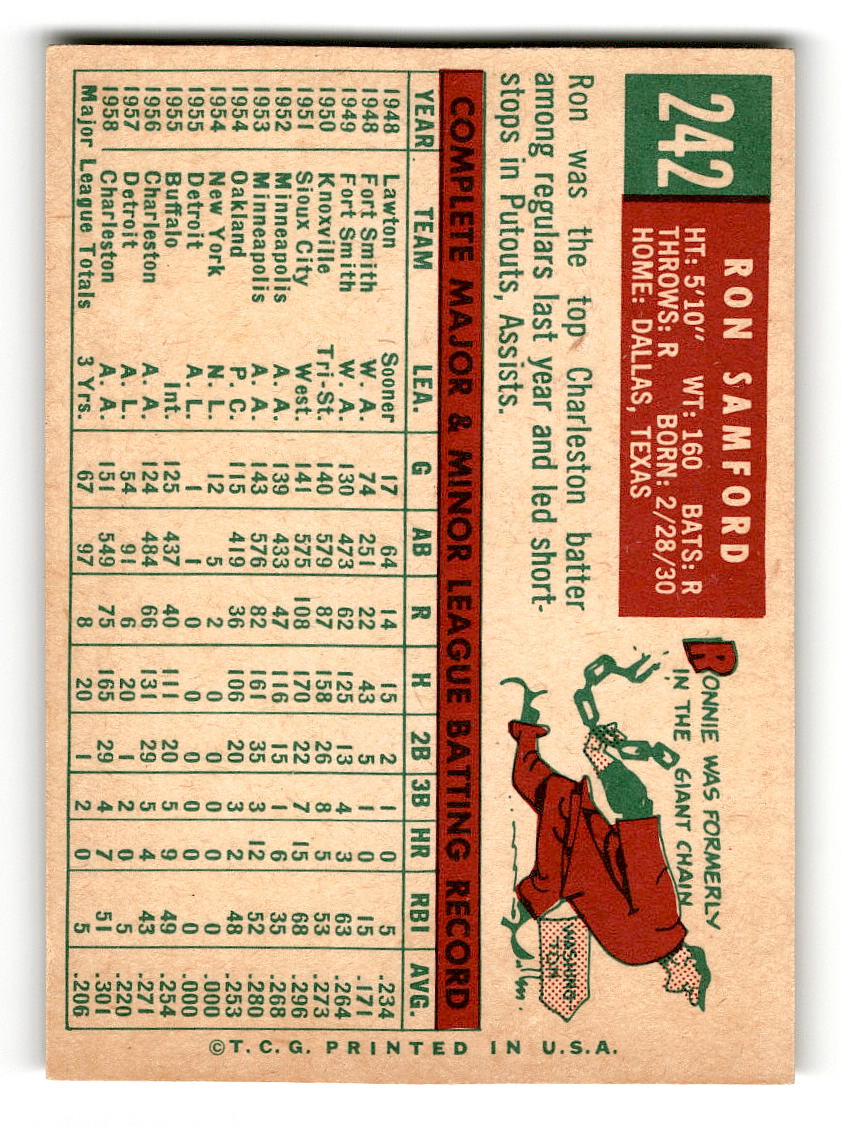 242
RON SAMFORD
HT.: 5'10" WT.: 160 BATS: R
THROWS: R BORN: 2/28/30
HOME: DALLAS, TEXAS
RONNIE WAS FORMERLY
IN THE GIANT CHAIN
WASHING
TON
Ron was the top Charleston batter
among regulars last year and led short-
stops in Putouts, Assists.
COMPLETE MAJOR & MINOR LEAGUE BATTING RECORD
YEAR TEAM LEA. G AB R H 2B 3B HR RBI AVG.
1948 Lawton Sooner 17 64 14 15 2 1 0 5 .234
1948 Fort Smith W. A. 74 251 22 43 5 1 0 15 .171
1949 Fort Smith W. A. 130 473 62 125 13 4 3 63 .264
1950 Knoxville Tri-St. 140 579 87 158 26 8 5 53 .273
1951 Sioux City West. 141 575 108 170 22 7 15 68 .296
1952 Minneapolis A. A. 139 433 47 116 15 1 6 35 .268
1953 Minneapolis A. A. 143 576 82 161 35 3 12 52 .280
1954 Oakland P. C. 115 419 36 106 20 3 2 48 .253
1954 New York N. L. 12 5 2 0 0 0 0 0 .000
1955 Detroit A. L. 1 1 0 0 0 0 0 0 .000
1955 Buffalo Int. 125 437 40 111 20 5 9 49 .254
1956 Charleston A. A. 124 484 66 131 29 5 4 43 .271
1957 Detroit A. L. 54 91 6 20 1 2 0 5 .220
1958 Charleston A. A. 151 549 75 165 29 4 7 51 .301
Major League Totals 3 Yrs. 67 97 8 20 1 2 0 5 .206
©T.C.G. PRINTED IN U.S.A.